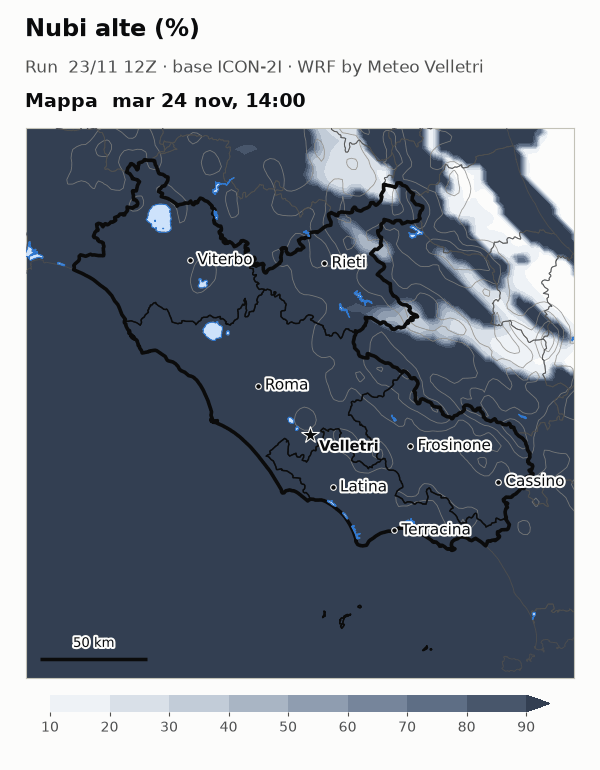 Nubi alte (%)
Run  23/11 12Z · base ICON-2I · WRF by Meteo Velletri
Mappa  mar 24 nov, 14:00
Viterbo
Rieti
Roma
Velletri
Frosinone
Cassino
Latina
Terracina
50 km
10 20 30 40 50 60 70 80 90